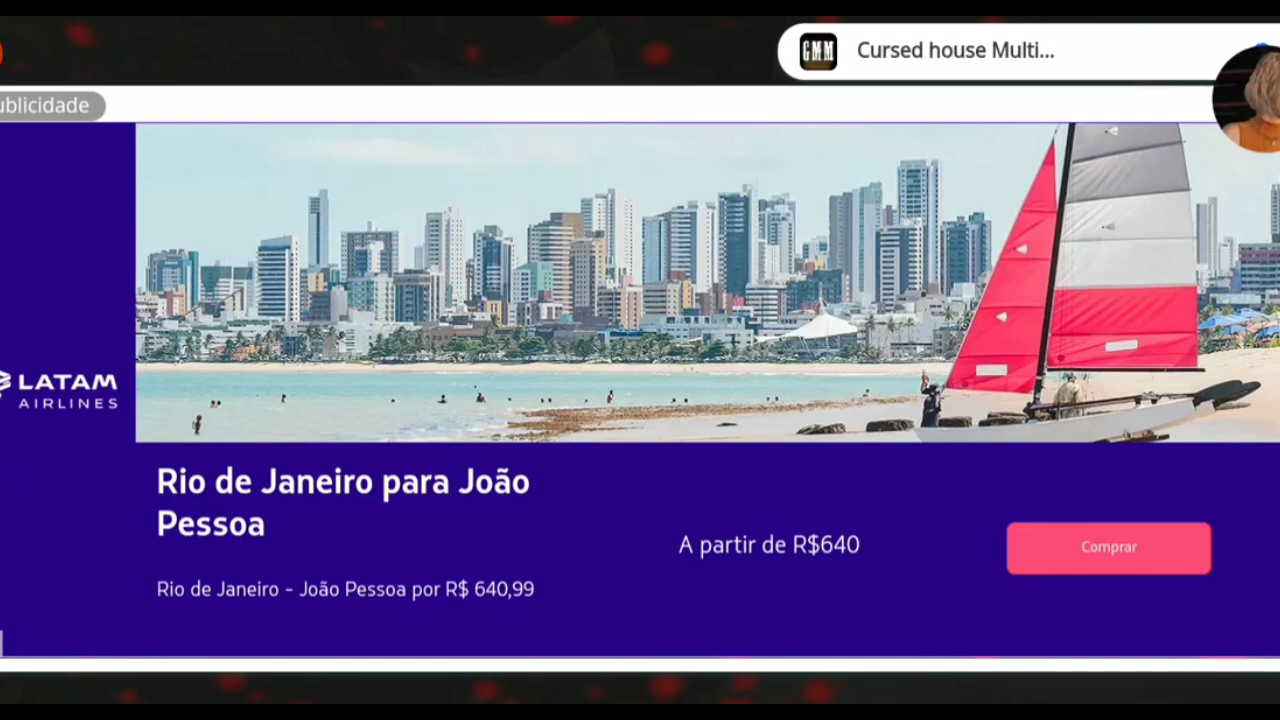 GMM
Cursed house Multi...
ublicidade
LATAM
AIRLINES
Rio de Janeiro para João
Pessoa
A partir de R$640
Comprar
Rio de Janeiro - João Pessoa por R$ 640,99